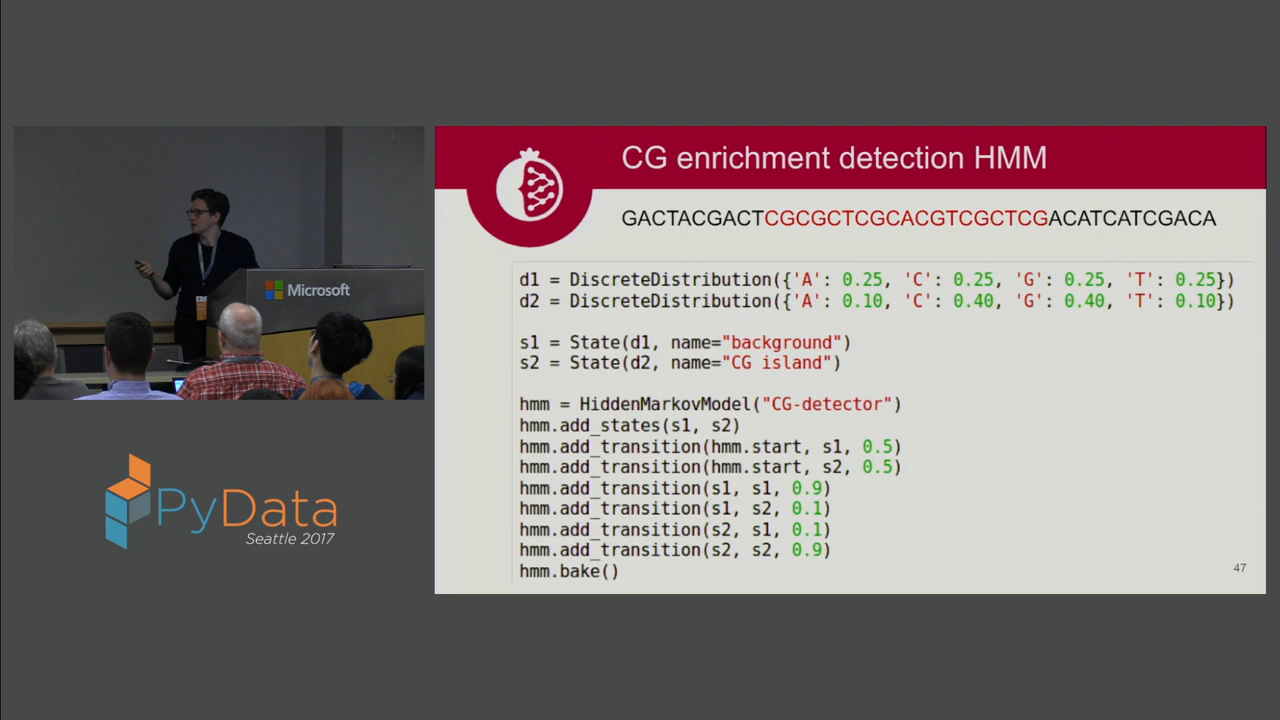 CG enrichment detection HMM
GACTACGACTCGCGCTCGCACGTCGCTCGACATCATCGACA
d1 = DiscreteDistribution({'A': 0.25, 'C': 0.25, 'G': 0.25, 'T': 0.25})
d2 = DiscreteDistribution({'A': 0.10, 'C': 0.40, 'G': 0.40, 'T': 0.10})
s1 = State(d1, name="background")
s2 = State(d2, name="CG island")
hmm = HiddenMarkovModel("CG-detector")
hmm.add_states(s1, s2)
hmm.add_transition(hmm.start, s1, 0.5)
hmm.add_transition(hmm.start, s2, 0.5)
hmm.add_transition(s1, s1, 0.9)
hmm.add_transition(s1, s2, 0.1)
hmm.add_transition(s2, s1, 0.1)
hmm.add_transition(s2, s2, 0.9)
hmm.bake()
47
Microsoft
PyData
Seattle 2017